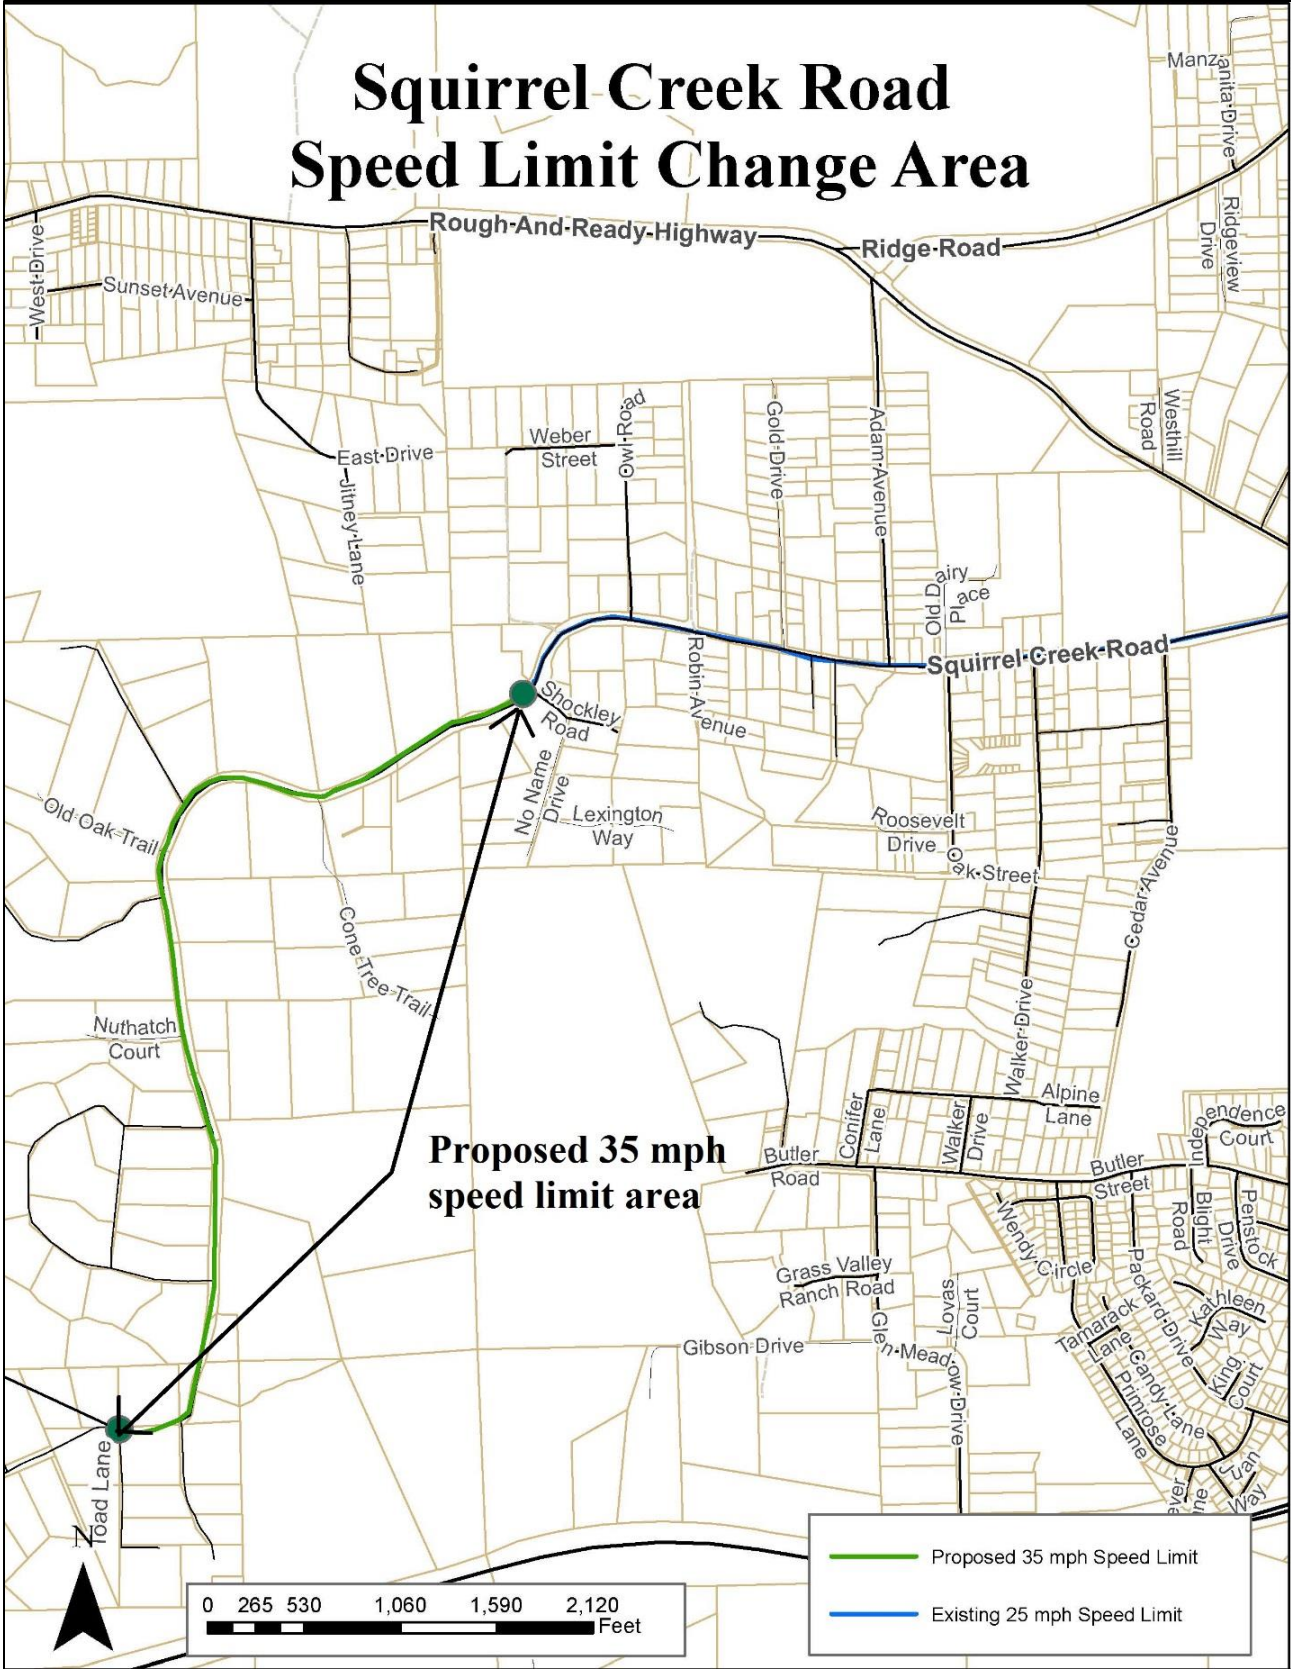 Squirrel Creek Road
Speed Limit Change Area
Manzanita Drive
Ridgeview
Drive
Rough-And-Ready-Highway
Ridge Road
West Drive
Sunset Avenue
Weber
Street
Owl Road
Gold Drive
Adam Avenue
Westhill
Road
East Drive
Jitney Lane
Old Dairy
Place
Squirrel Creek Road
Robin Avenue
Shockley
Road
No Name
Drive
Lexington
Way
Old Oak Trail
Roosevelt
Drive
Oak Street
Cedar Avenue
Cone Tree Trail
Walker Drive
Nuthatch
Court
Alpine
Lane
Conifer
Lane
Walker
Drive
Independence
Court
Proposed 35 mph
speed limit area
Butler
Road
Butler
Street
Blight
Road
Penstock
Drive
Wendy Circle
Packard Drive
Grass Valley
Ranch Road
Lovas
Court
Kathleen
Way
Tamarack
Lane
Glen Meadow Drive
Gibson Drive
Candy Lane
King
Court
Primrose
Lane
Juan
Way
ever
ne
Toad Lane
N
0 265 530 1,060 1,590 2,120
Feet
Proposed 35 mph Speed Limit
Existing 25 mph Speed Limit